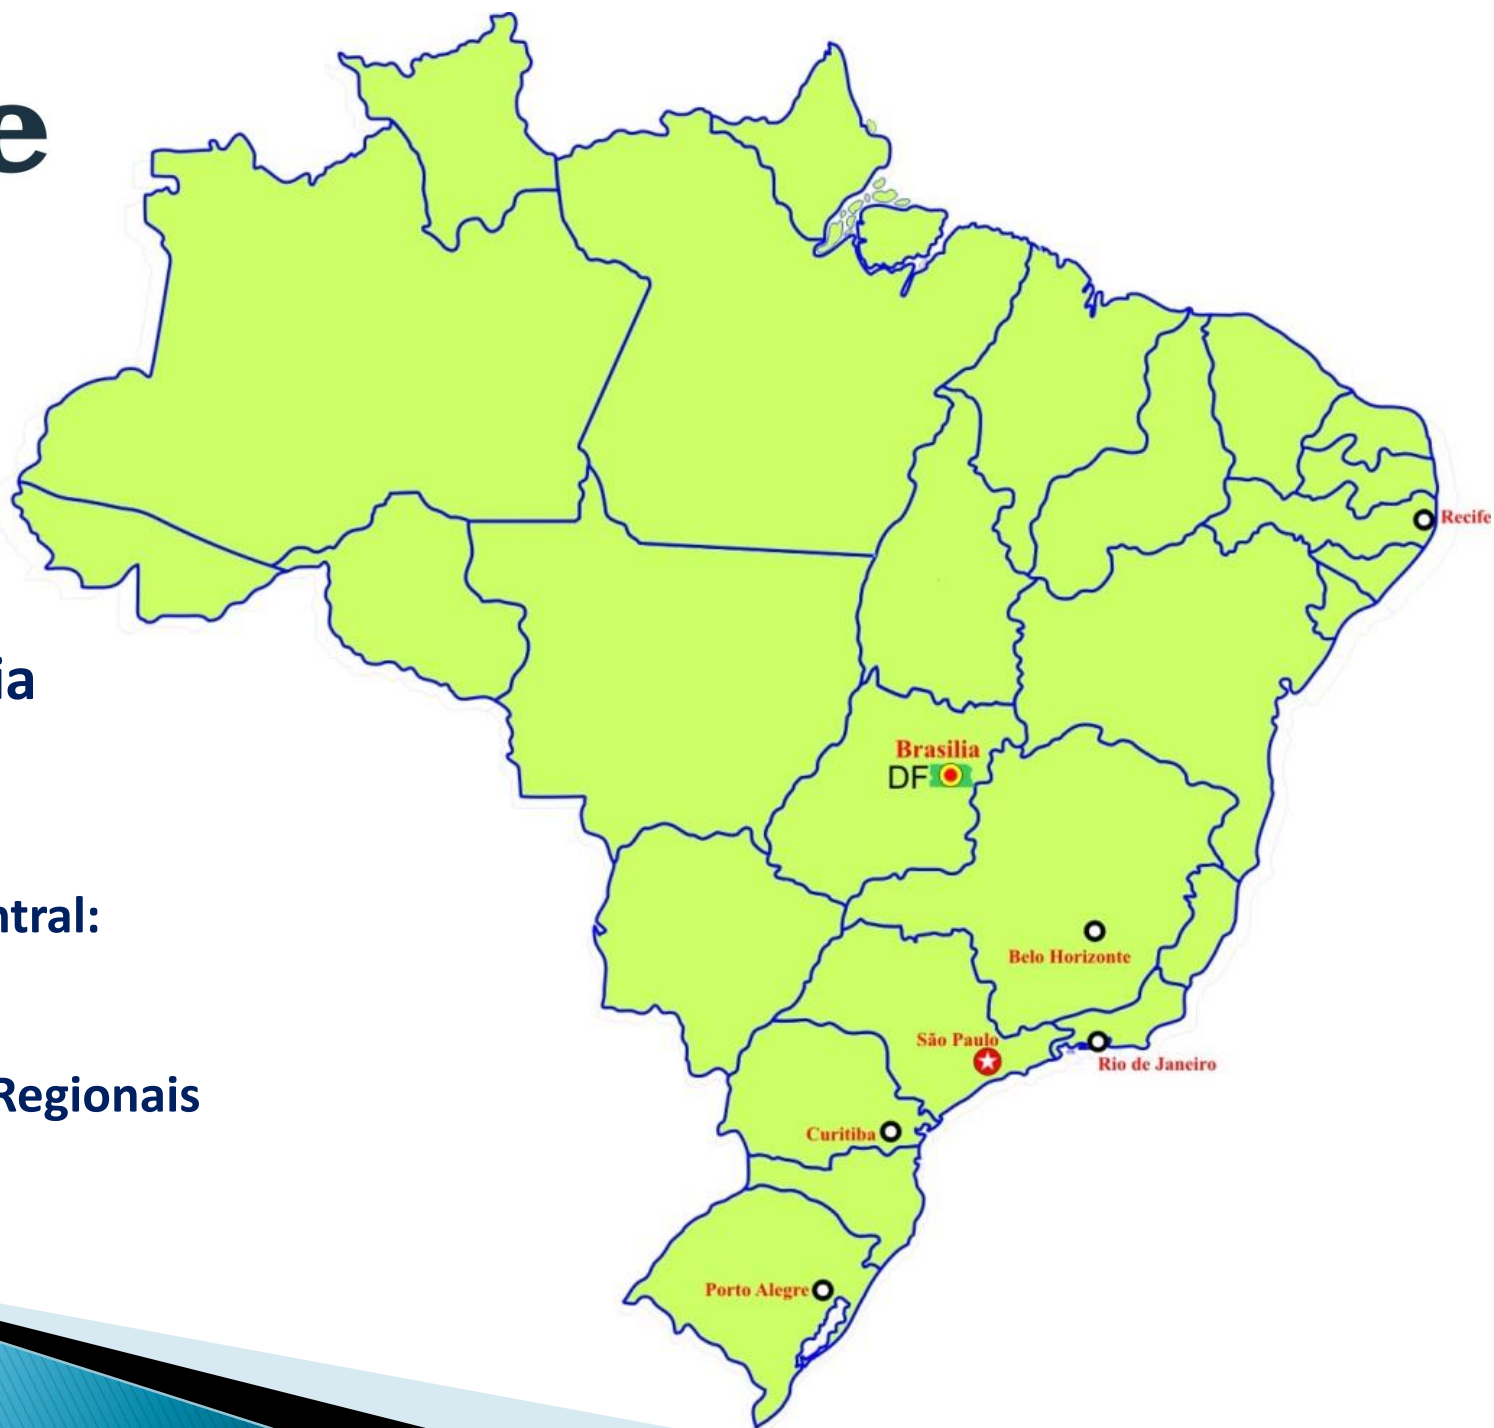 e
Recife
ia
Brasilia
DF
ntral:
Belo Horizonte
São Paulo
Rio de Janeiro
Regionais
Curitiba
Porto Alegre